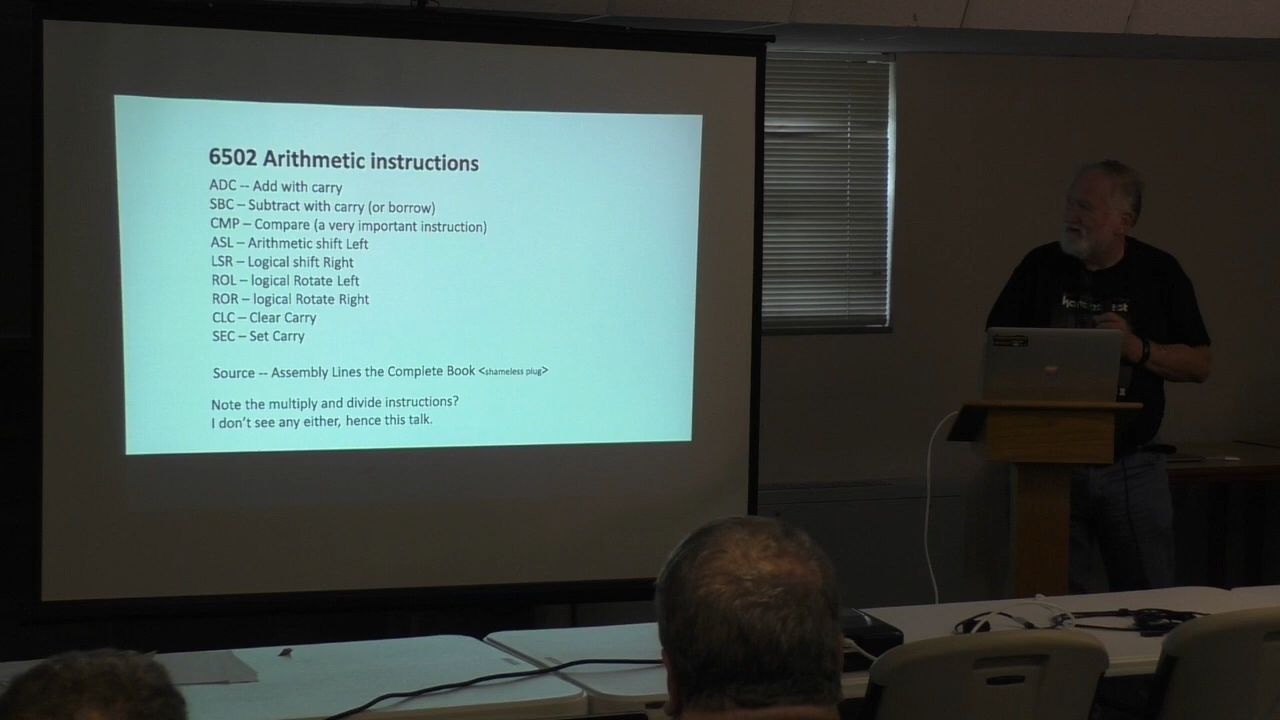 6502 Arithmetic instructions
ADC -- Add with carry
SBC – Subtract with carry (or borrow)
CMP – Compare (a very important instruction)
ASL – Arithmetic shift Left
LSR – Logical shift Right
ROL – logical Rotate Left
ROR – logical Rotate Right
CLC – Clear Carry
SEC – Set Carry
Source -- Assembly Lines the Complete Book <shameless plug>
Note the multiply and divide instructions?
I don't see any either, hence this talk.